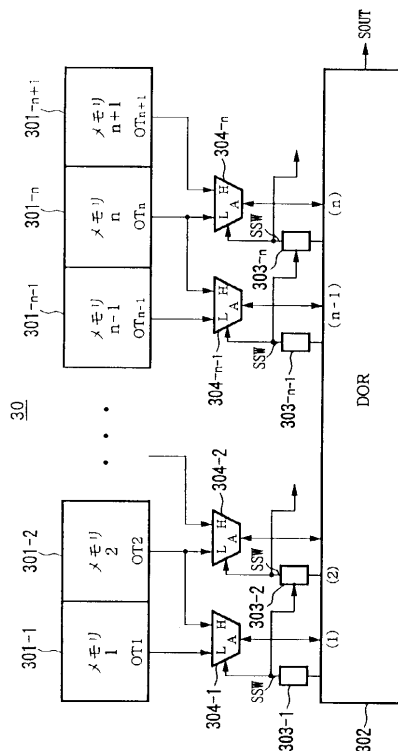 30
301-1
301-2
301-n-1
301-n
301-n+1
メモリ
1
OT1
メモリ
2
OT2
・・・
メモリ
n-1
OTn-1
メモリ
n
OTn
メモリ
n+1
OTn+1
304-1
L H
A
304-2
L H
A
304-n-1
L H
A
304-n
L H
A
SSW
303-1
(1)
SSW
303-2
(2)
SSW
303-n-1
(n-1)
SSW
303-n
(n)
302
DOR
SOUT